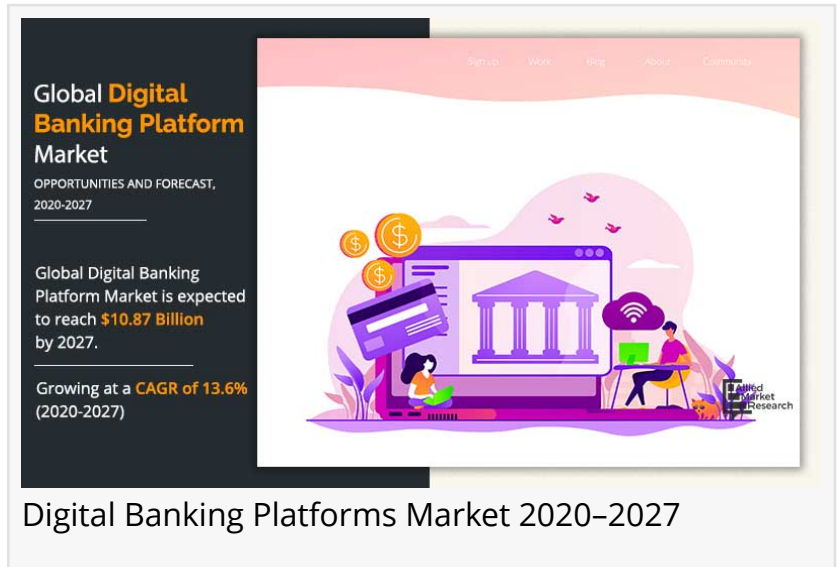 Global Digital
Banking Platform
Market
OPPORTUNITIES AND FORECAST,
2020-2027
Global Digital Banking
Platform Market is expected
to reach $10.87 Billion
by 2027.
Growing at a CAGR of 13.6%
(2020-2027)
Sign up Work Blog About Community
Allied
Market
Research
Digital Banking Platforms Market 2020–2027